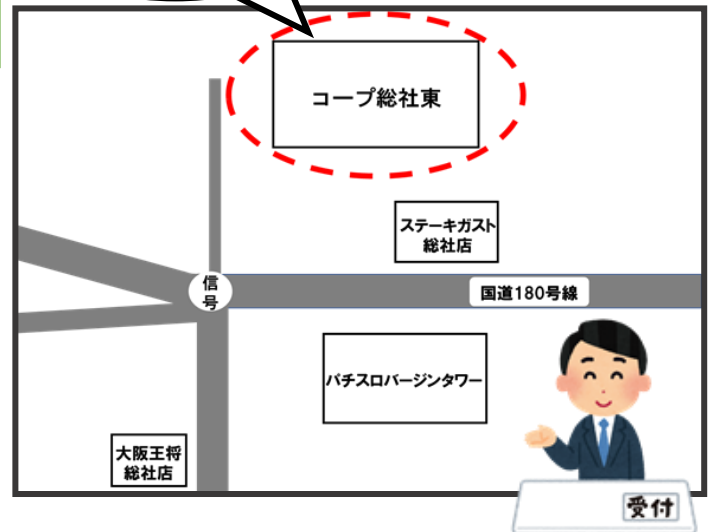 コープ総社東
ステーキガスト
総社店
信
号
国道180号線
パチスロバージンタワー
大阪王将
総社店
受付